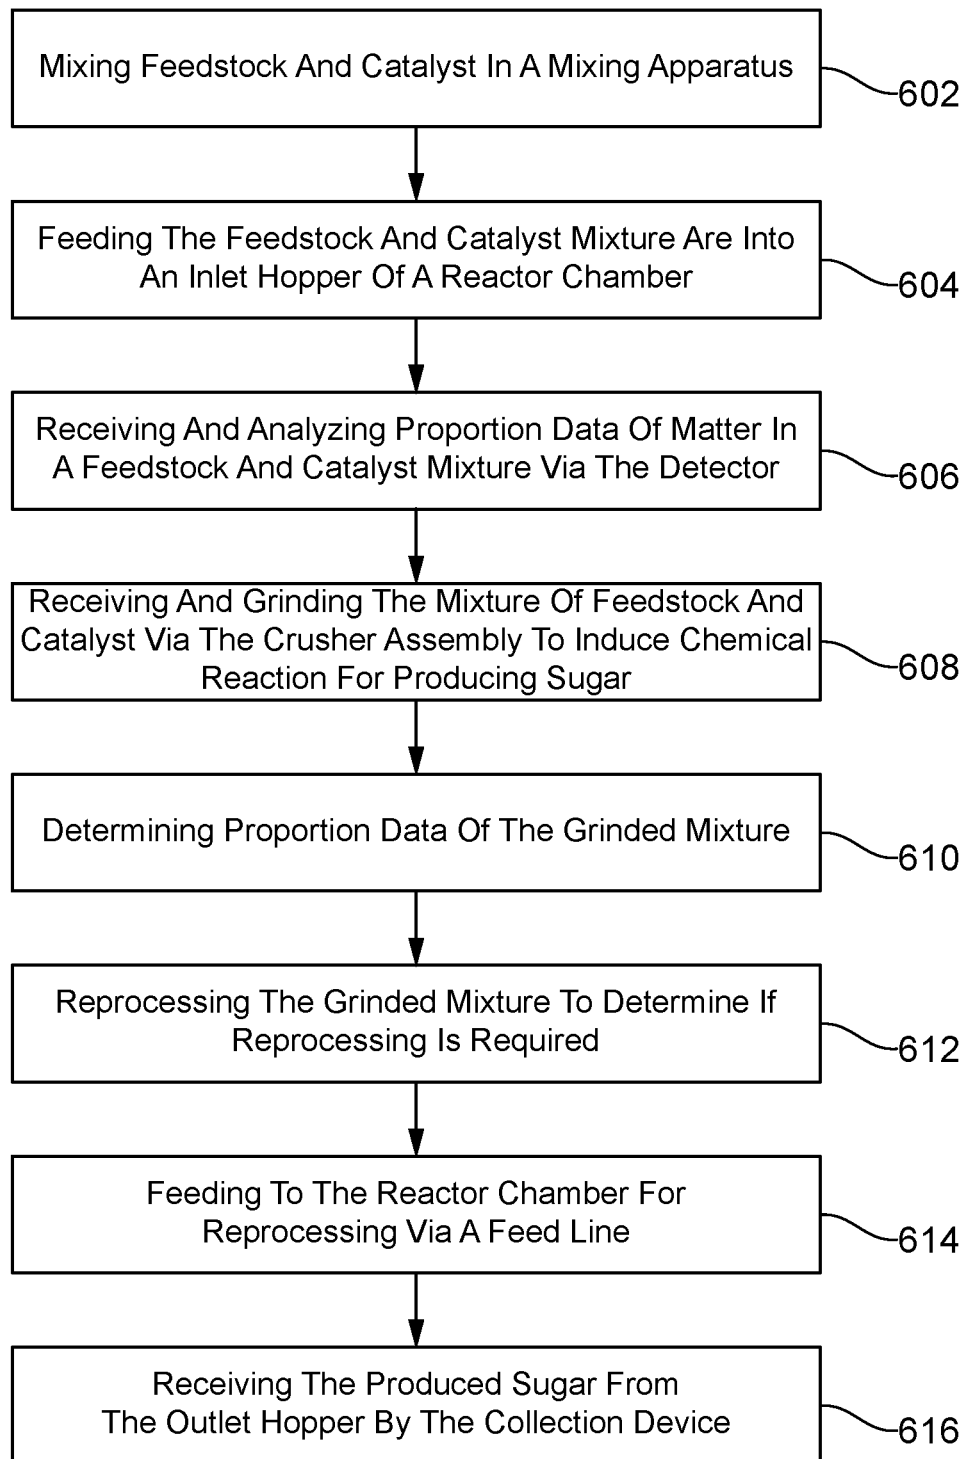 Mixing Feedstock And Catalyst In A Mixing Apparatus
602
Feeding The Feedstock And Catalyst Mixture Are Into
An Inlet Hopper Of A Reactor Chamber
604
Receiving And Analyzing Proportion Data Of Matter In
A Feedstock And Catalyst Mixture Via The Detector
606
Receiving And Grinding The Mixture Of Feedstock And
Catalyst Via The Crusher Assembly To Induce Chemical
Reaction For Producing Sugar
608
Determining Proportion Data Of The Grinded Mixture
610
Reprocessing The Grinded Mixture To Determine If
Reprocessing Is Required
612
Feeding To The Reactor Chamber For
Reprocessing Via A Feed Line
614
Receiving The Produced Sugar From
The Outlet Hopper By The Collection Device
616